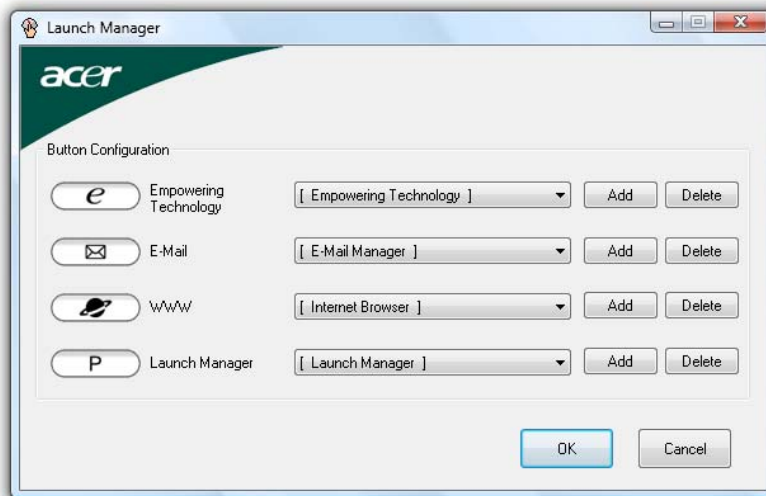 Launch Manager
acer
Button Configuration
e
Empowering
Technology
[ Empowering Technology ]
Add
Delete
E-Mail
[ E-Mail Manager ]
Add
Delete
WWW
[ Internet Browser ]
Add
Delete
P
Launch Manager
[ Launch Manager ]
Add
Delete
OK
Cancel